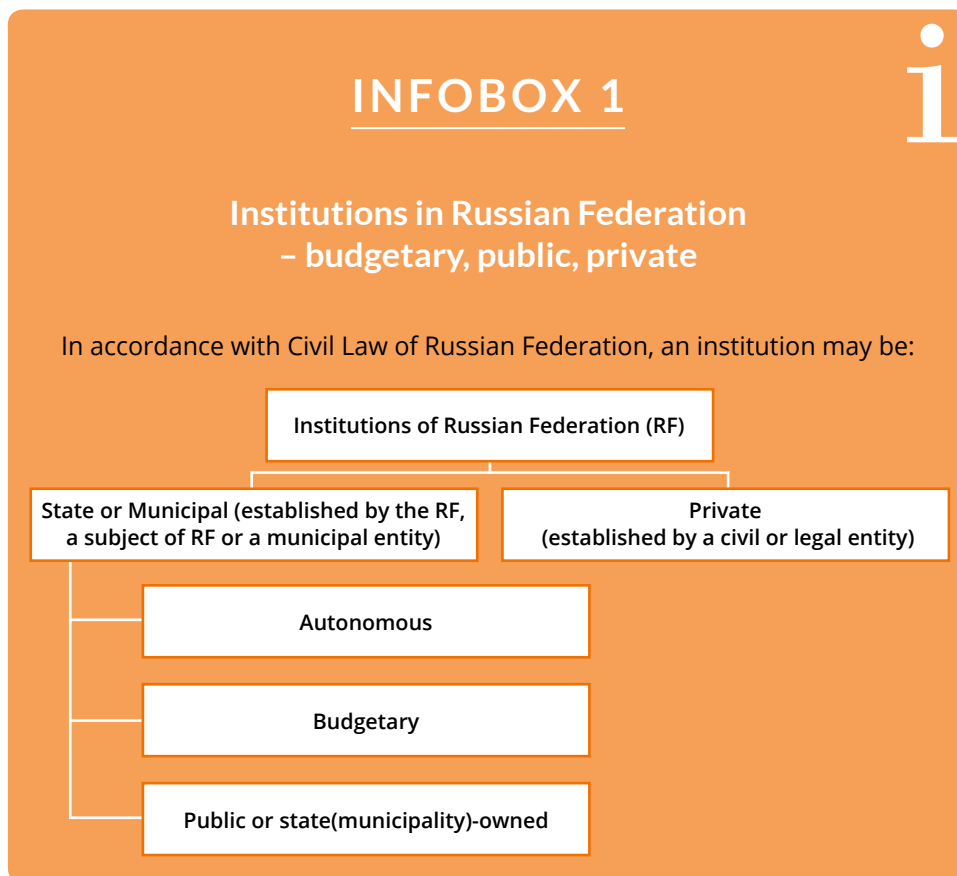 i
INFOBOX 1
Institutions in Russian Federation
– budgetary, public, private
In accordance with Civil Law of Russian Federation, an institution may be:
Institutions of Russian Federation (RF)
State or Municipal (established by the RF,
a subject of RF or a municipal entity)
Private
(established by a civil or legal entity)
Autonomous
Budgetary
Public or state(municipality)-owned